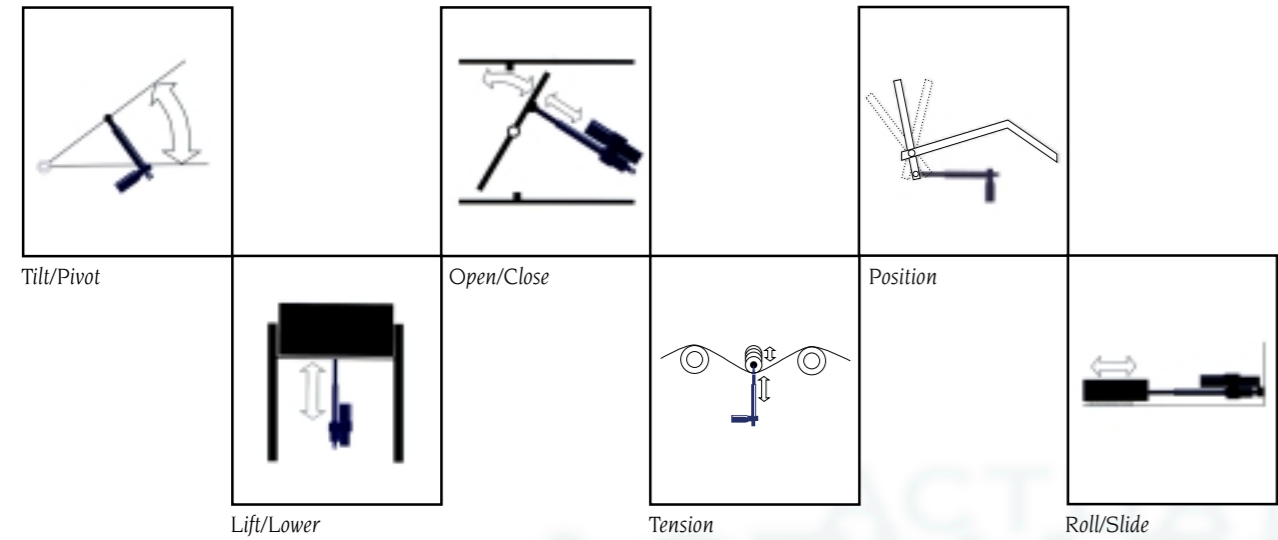 Tilt/Pivot
Open/Close
Position
Lift/Lower
Tension
Roll/Slide